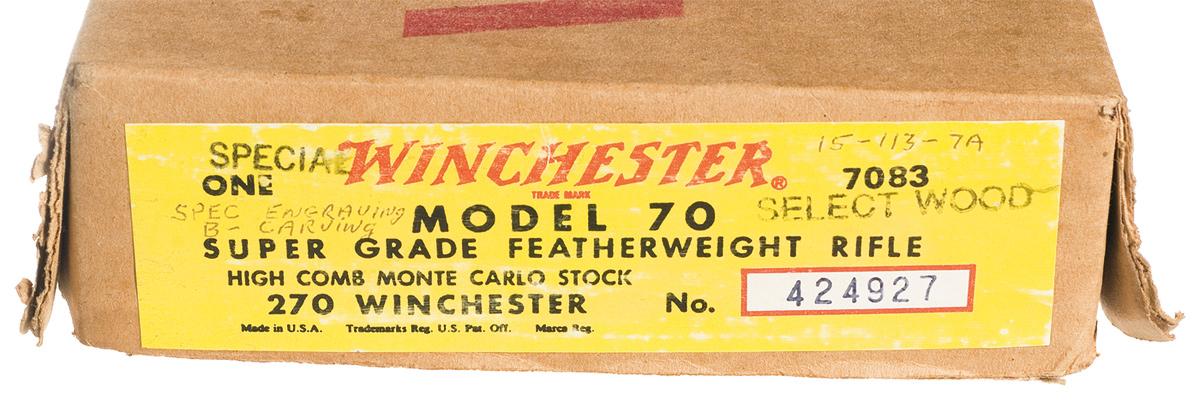 SPECIAL WINCHESTER® 15-113-7A
ONE TRADE MARK 7083
SPEC ENGRAVING MODEL 70 SELECT WOOD
B- CARVING
SUPER GRADE FEATHERWEIGHT RIFLE
HIGH COMB MONTE CARLO STOCK
270 WINCHESTER No. 424927
Made in U.S.A. Trademarks Reg. U.S. Pat. Off. Marca Reg.